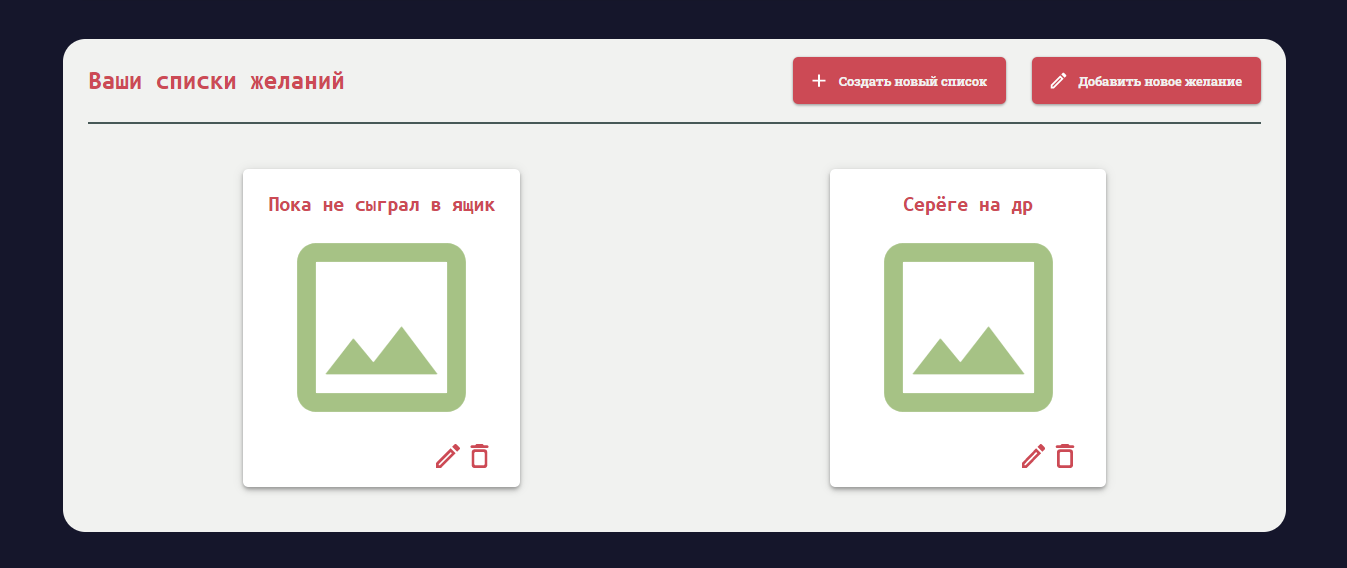 Ваши списки желаний
Создать новый список
Добавить новое желание
Пока не сыграл в ящик
Серёге на др